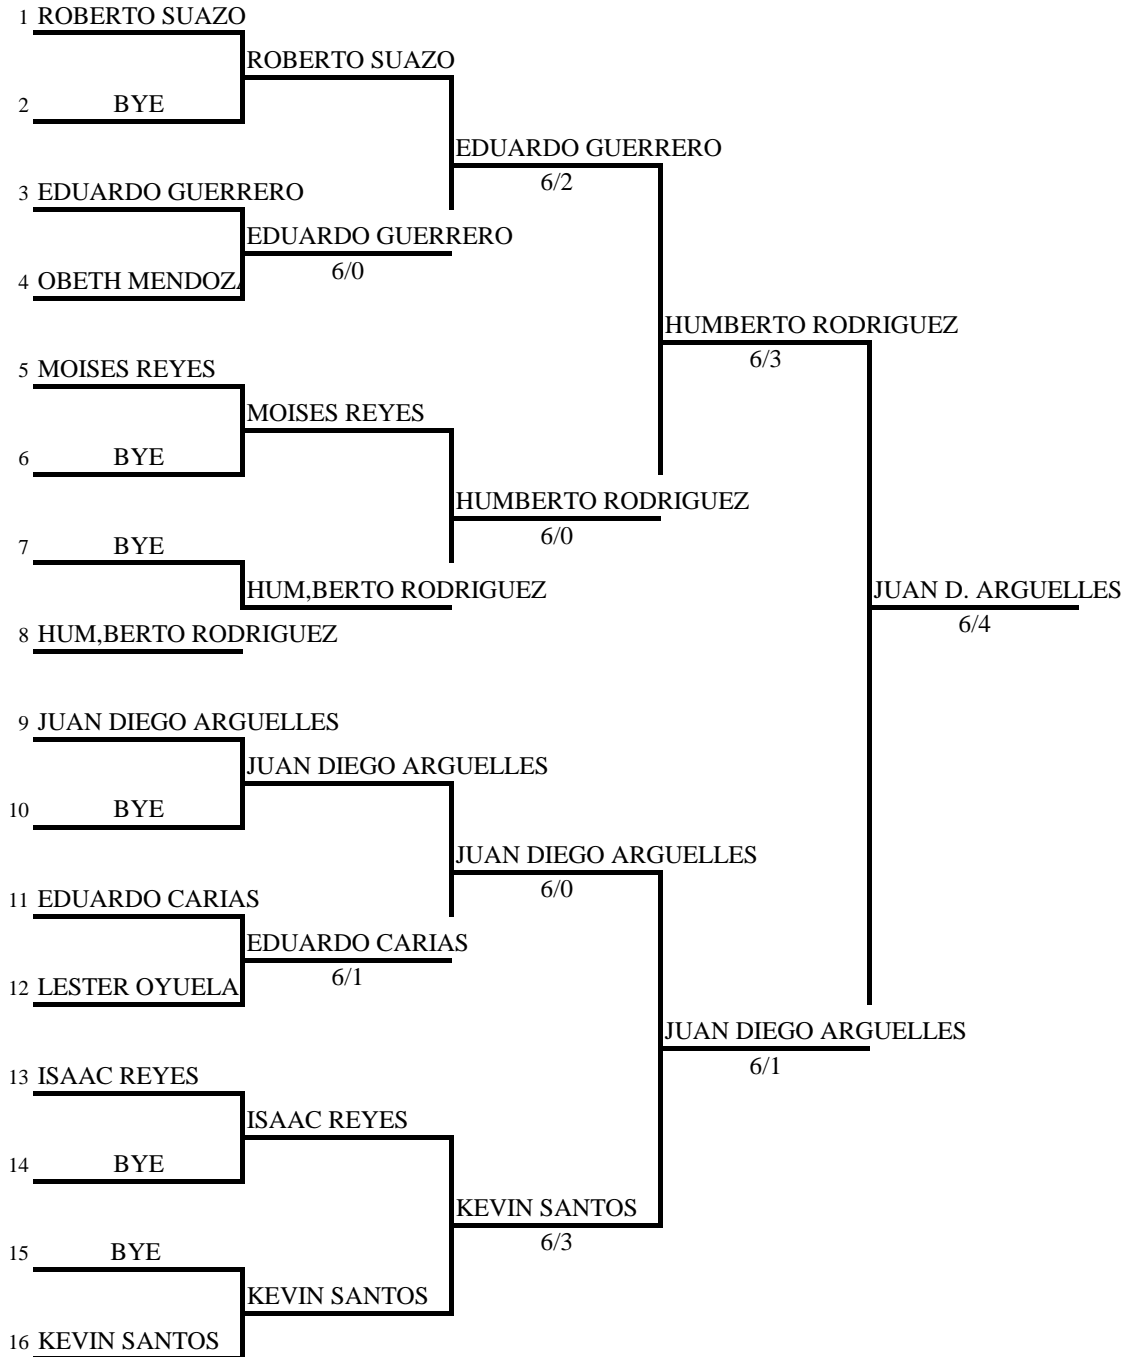 1 ROBERTO SUAZO
ROBERTO SUAZO
2 BYE
EDUARDO GUERRERO
6/2
3 EDUARDO GUERRERO
EDUARDO GUERRERO
6/0
4 OBETH MENDOZA
HUMBERTO RODRIGUEZ
6/3
5 MOISES REYES
MOISES REYES
6 BYE
HUMBERTO RODRIGUEZ
6/0
7 BYE
HUM,BERTO RODRIGUEZ
JUAN D. ARGUELLES
6/4
8 HUM,BERTO RODRIGUEZ
9 JUAN DIEGO ARGUELLES
JUAN DIEGO ARGUELLES
10 BYE
JUAN DIEGO ARGUELLES
6/0
11 EDUARDO CARIAS
EDUARDO CARIAS
6/1
12 LESTER OYUELA
JUAN DIEGO ARGUELLES
6/1
13 ISAAC REYES
ISAAC REYES
14 BYE
KEVIN SANTOS
6/3
15 BYE
KEVIN SANTOS
16 KEVIN SANTOS